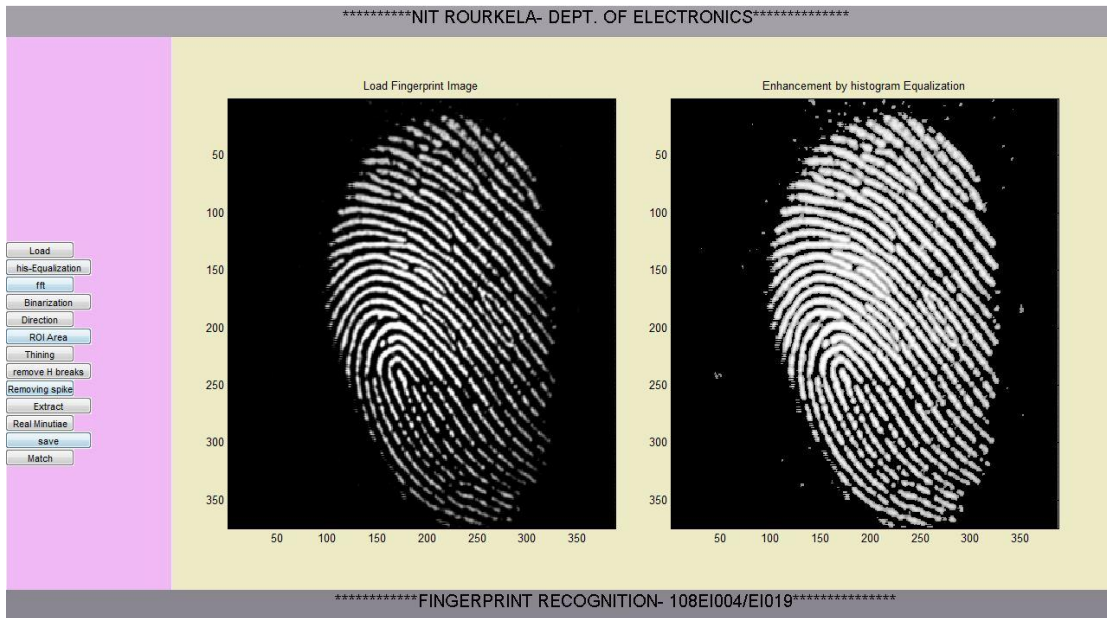 **********NIT ROURKELA- DEPT. OF ELECTRONICS*************
Load Fingerprint Image
Enhancement by histogram Equalization
50
100
150
200
250
300
350
50 100 150 200 250 300 350
50
100
150
200
250
300
350
50 100 150 200 250 300 350
Load
his-Equalization
fft
Binarization
Direction
ROI Area
Thining
remove H breaks
Removing spike
Extract
Real Minutiae
save
Match
************FINGERPRINT RECOGNITION- 108EI004/EI019***************